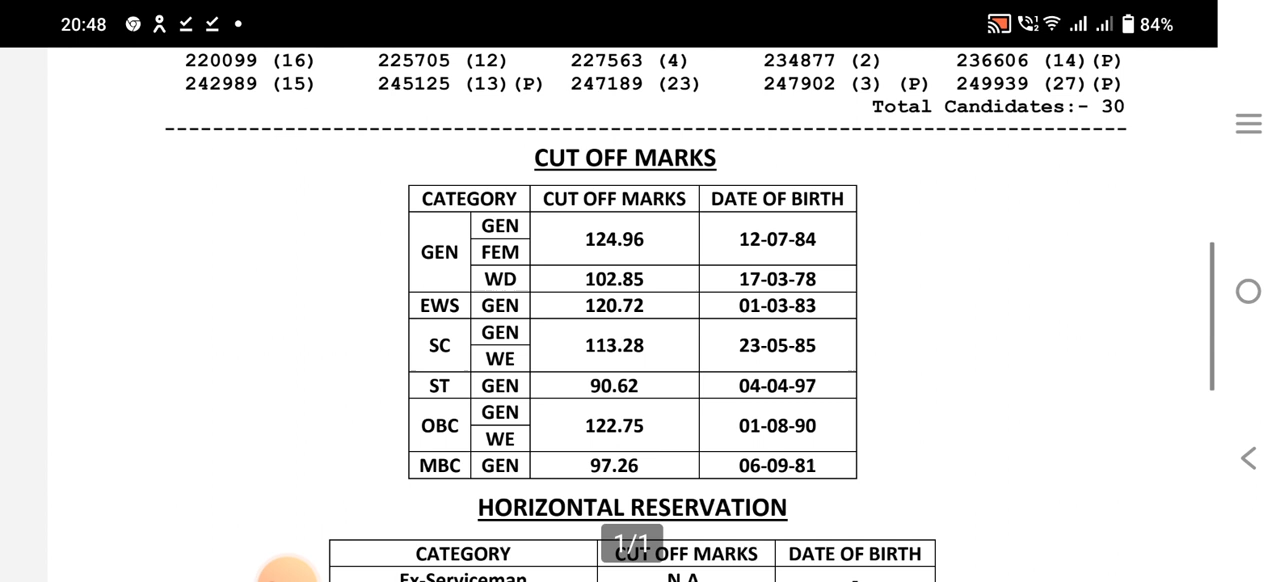 20:48 84%
220099 (16) 225705 (12) 227563 (4) 234877 (2) 236606 (14)(P)
242989 (15) 245125 (13)(P) 247189 (23) 247902 (3) (P) 249939 (27)(P)
Total Candidates:- 30
CUT OFF MARKS
CATEGORY CUT OFF MARKS DATE OF BIRTH
GEN GEN 124.96 12-07-84
FEM
WD 102.85 17-03-78
EWS GEN 120.72 01-03-83
SC GEN 113.28 23-05-85
WE
ST GEN 90.62 04-04-97
OBC GEN 122.75 01-08-90
WE
MBC GEN 97.26 06-09-81
HORIZONTAL RESERVATION
1/1
CATEGORY CUT OFF MARKS DATE OF BIRTH
Ex-Serviceman N.A. -